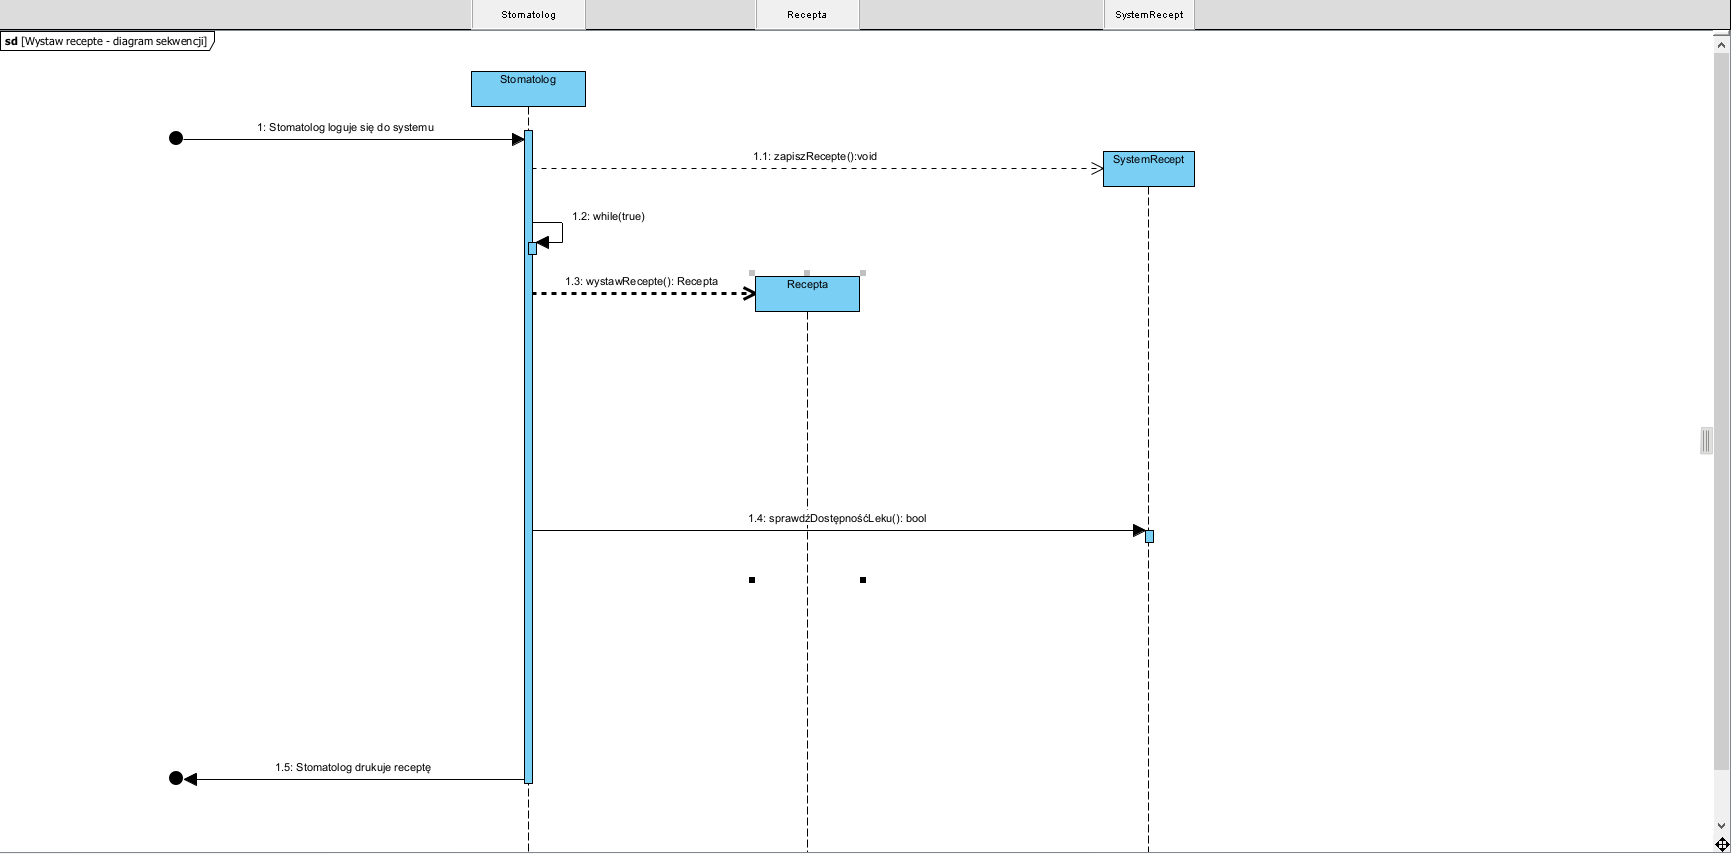 Stomatolog Recepta SystemRecept
sd [Wystaw recepte - diagram sekwencji]
Stomatolog
1: Stomatolog loguje się do systemu
1.1: zapiszRecepte():void
SystemRecept
1.2: while(true)
1.3: wystawRecepte(): Recepta
Recepta
1.4: sprawdźDostępnośćLeku(): bool
1.5: Stomatolog drukuje receptę